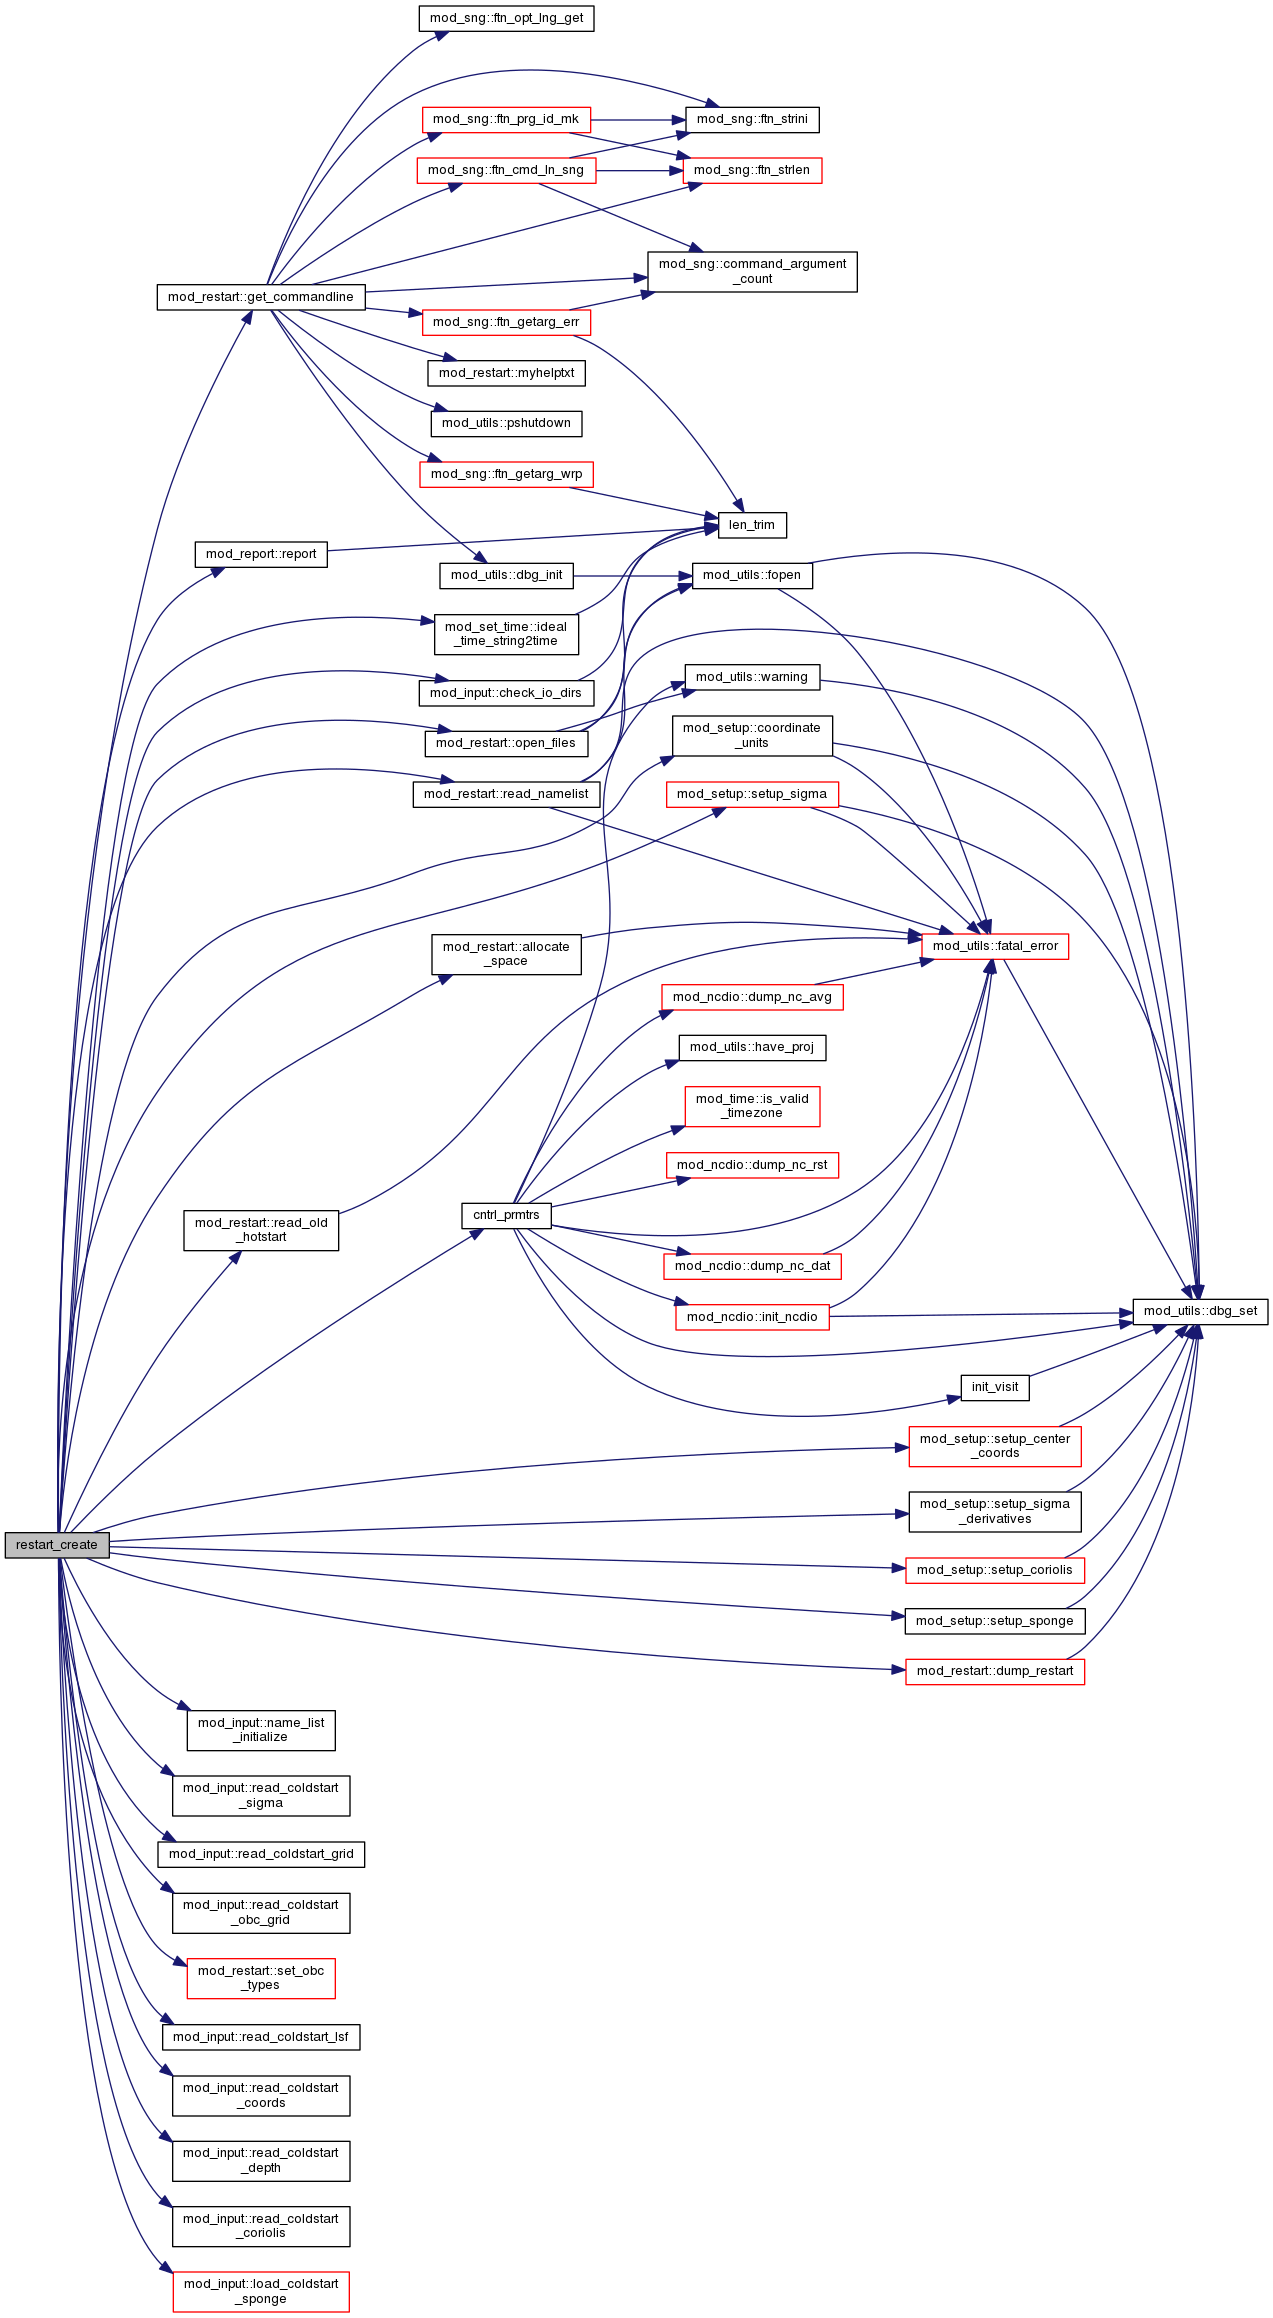 mod_sng::ftn_opt_lng_get
mod_sng::ftn_prg_id_mk
mod_sng::ftn_strini
mod_sng::ftn_cmd_ln_sng
mod_sng::ftn_strlen
mod_sng::command_argument
_count
mod_restart::get_commandline
mod_sng::ftn_getarg_err
mod_restart::myhelptxt
mod_utils::pshutdown
mod_sng::ftn_getarg_wrp
len_trim
mod_report::report
mod_utils::dbg_init
mod_utils::fopen
mod_set_time::ideal
_time_string2time
mod_utils::warning
mod_input::check_io_dirs
mod_restart::open_files
mod_setup::coordinate
_units
mod_restart::read_namelist
mod_setup::setup_sigma
mod_restart::allocate
_space
mod_utils::fatal_error
mod_ncdio::dump_nc_avg
mod_utils::have_proj
mod_time::is_valid
_timezone
mod_ncdio::dump_nc_rst
mod_restart::read_old
_hotstart
cntrl_prmtrs
mod_ncdio::dump_nc_dat
mod_ncdio::init_ncdio
mod_utils::dbg_set
init_visit
mod_setup::setup_center
_coords
mod_setup::setup_sigma
_derivatives
restart_create
mod_setup::setup_coriolis
mod_setup::setup_sponge
mod_restart::dump_restart
mod_input::name_list
_initialize
mod_input::read_coldstart
_sigma
mod_input::read_coldstart_grid
mod_input::read_coldstart
_obc_grid
mod_restart::set_obc
_types
mod_input::read_coldstart_lsf
mod_input::read_coldstart
_coords
mod_input::read_coldstart
_depth
mod_input::read_coldstart
_coriolis
mod_input::load_coldstart
_sponge